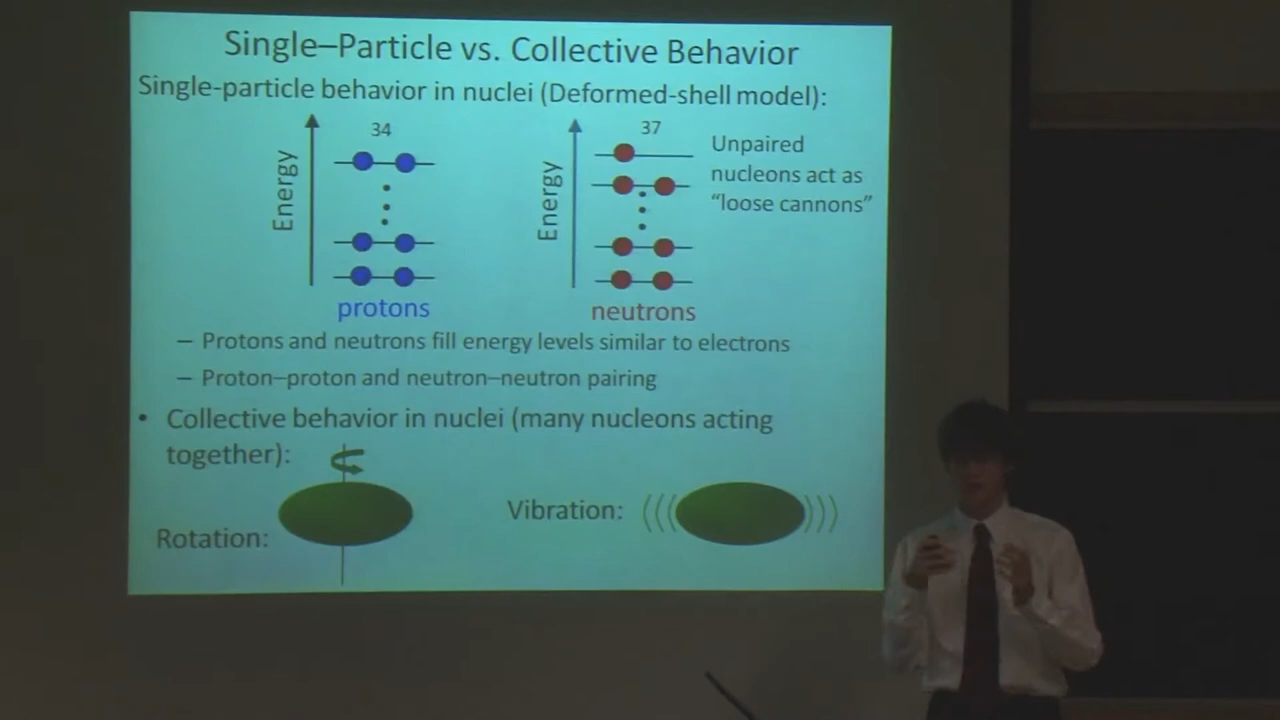 Single–Particle vs. Collective Behavior
Single-particle behavior in nuclei (Deformed-shell model):
34
37
Energy
Energy
Unpaired
nucleons act as
“loose cannons”
protons
neutrons
– Protons and neutrons fill energy levels similar to electrons
– Proton–proton and neutron–neutron pairing
• Collective behavior in nuclei (many nucleons acting
together):
Rotation:
Vibration: